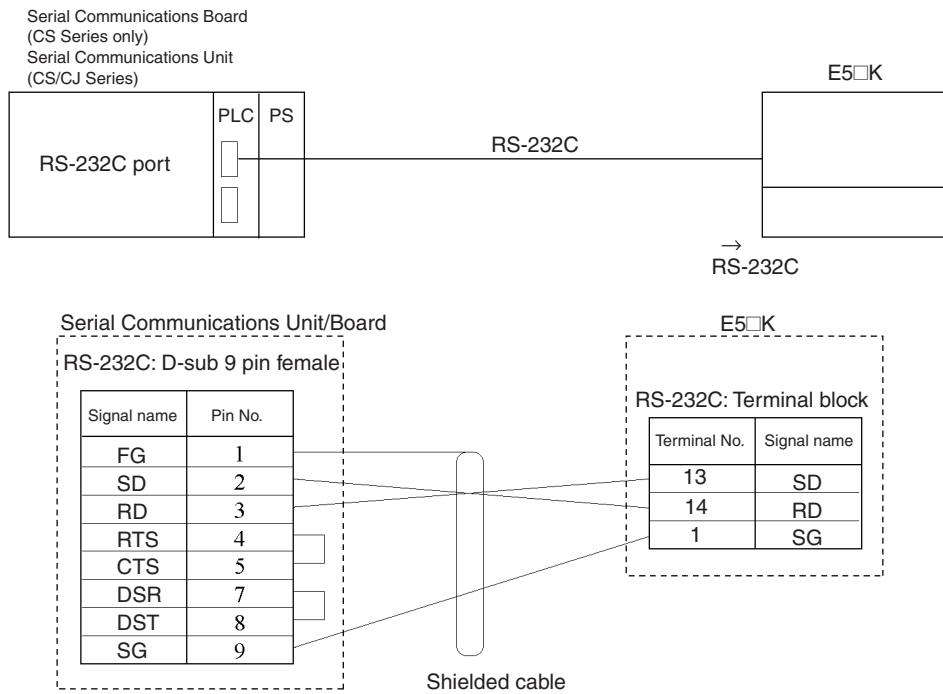 Serial Communications Board
(CS Series only)
Serial Communications Unit
(CS/CJ Series)
E5□K
PLC PS
RS-232C port
RS-232C
→
RS-232C
Serial Communications Unit/Board
E5□K
RS-232C: D-sub 9 pin female
RS-232C: Terminal block
Signal name Pin No.
FG 1
SD 2
RD 3
RTS 4
CTS 5
DSR 7
DST 8
SG 9
Terminal No. Signal name
13 SD
14 RD
1 SG
Shielded cable